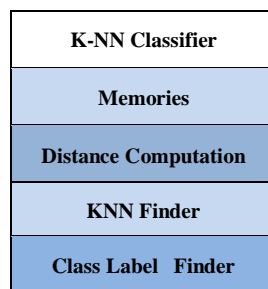 K-NN Classifier
Memories
Distance Computation
KNN Finder
Class Label Finder